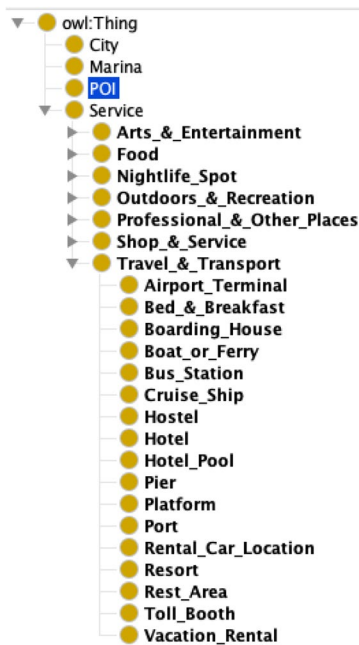 owl:Thing
City
Marina
POI
Service
Arts_&_Entertainment
Food
Nightlife_Spot
Outdoors_&_Recreation
Professional_&_Other_Places
Shop_&_Service
Travel_&_Transport
Airport_Terminal
Bed_&_Breakfast
Boarding_House
Boat_or_Ferry
Bus_Station
Cruise_Ship
Hostel
Hotel
Hotel_Pool
Pier
Platform
Port
Rental_Car_Location
Resort
Rest_Area
Toll_Booth
Vacation_Rental